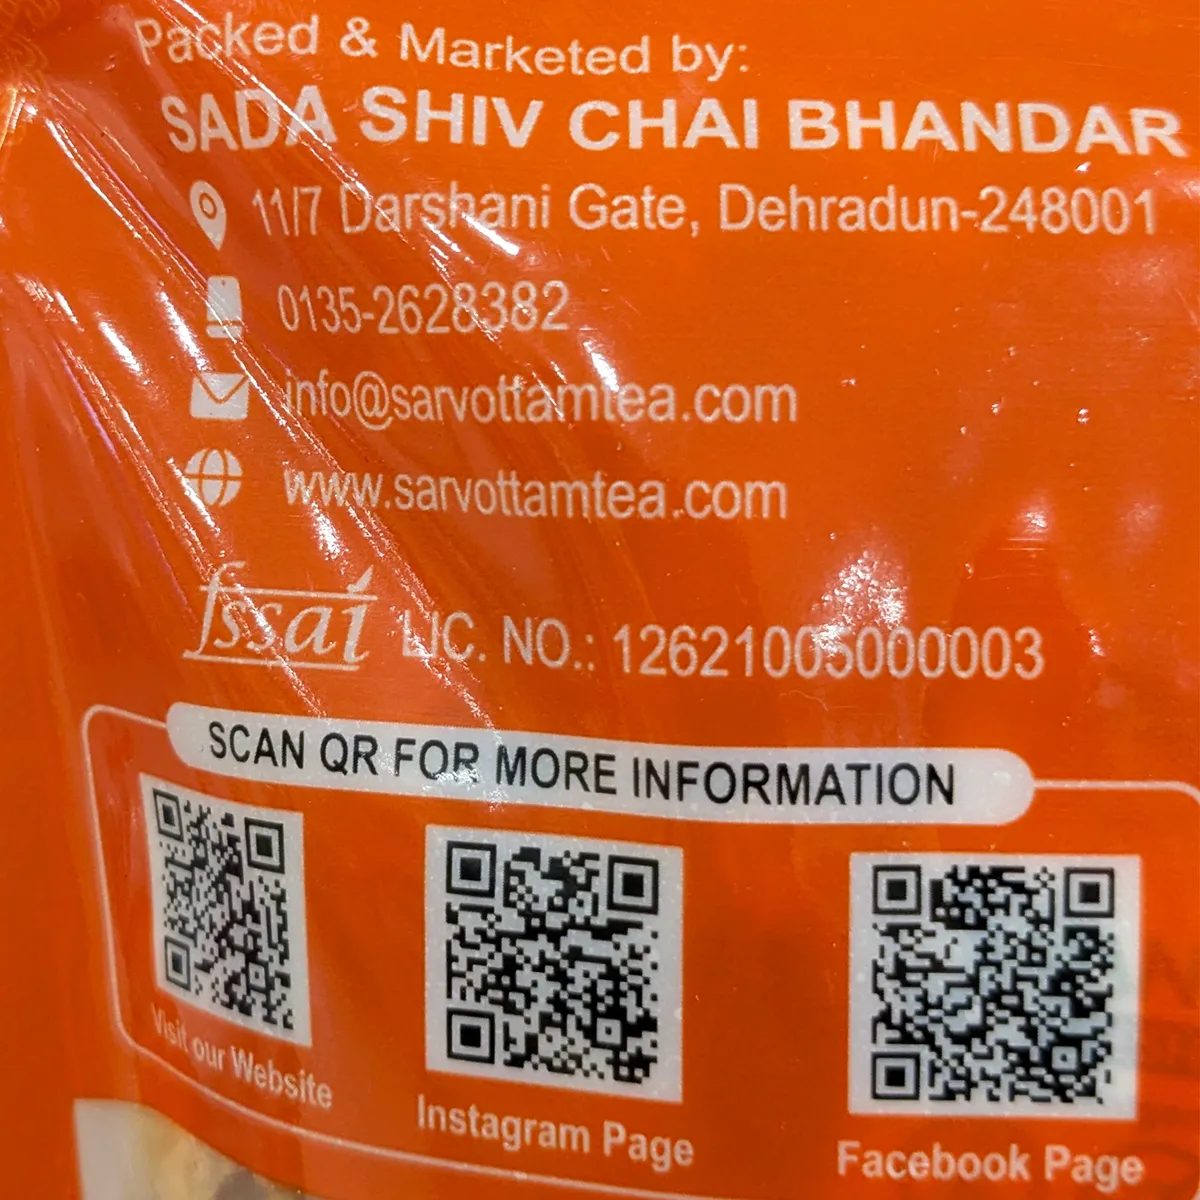 Packed & Marketed by:
SADA SHIV CHAI BHANDAR
11/7 Darshani Gate, Dehradun-248001
0135-2628382
info@sarvottamtea.com
www.sarvottamtea.com
fssai LIC. NO.: 12621005000003
SCAN QR FOR MORE INFORMATION
Visit our Website
Instagram Page
Facebook Page